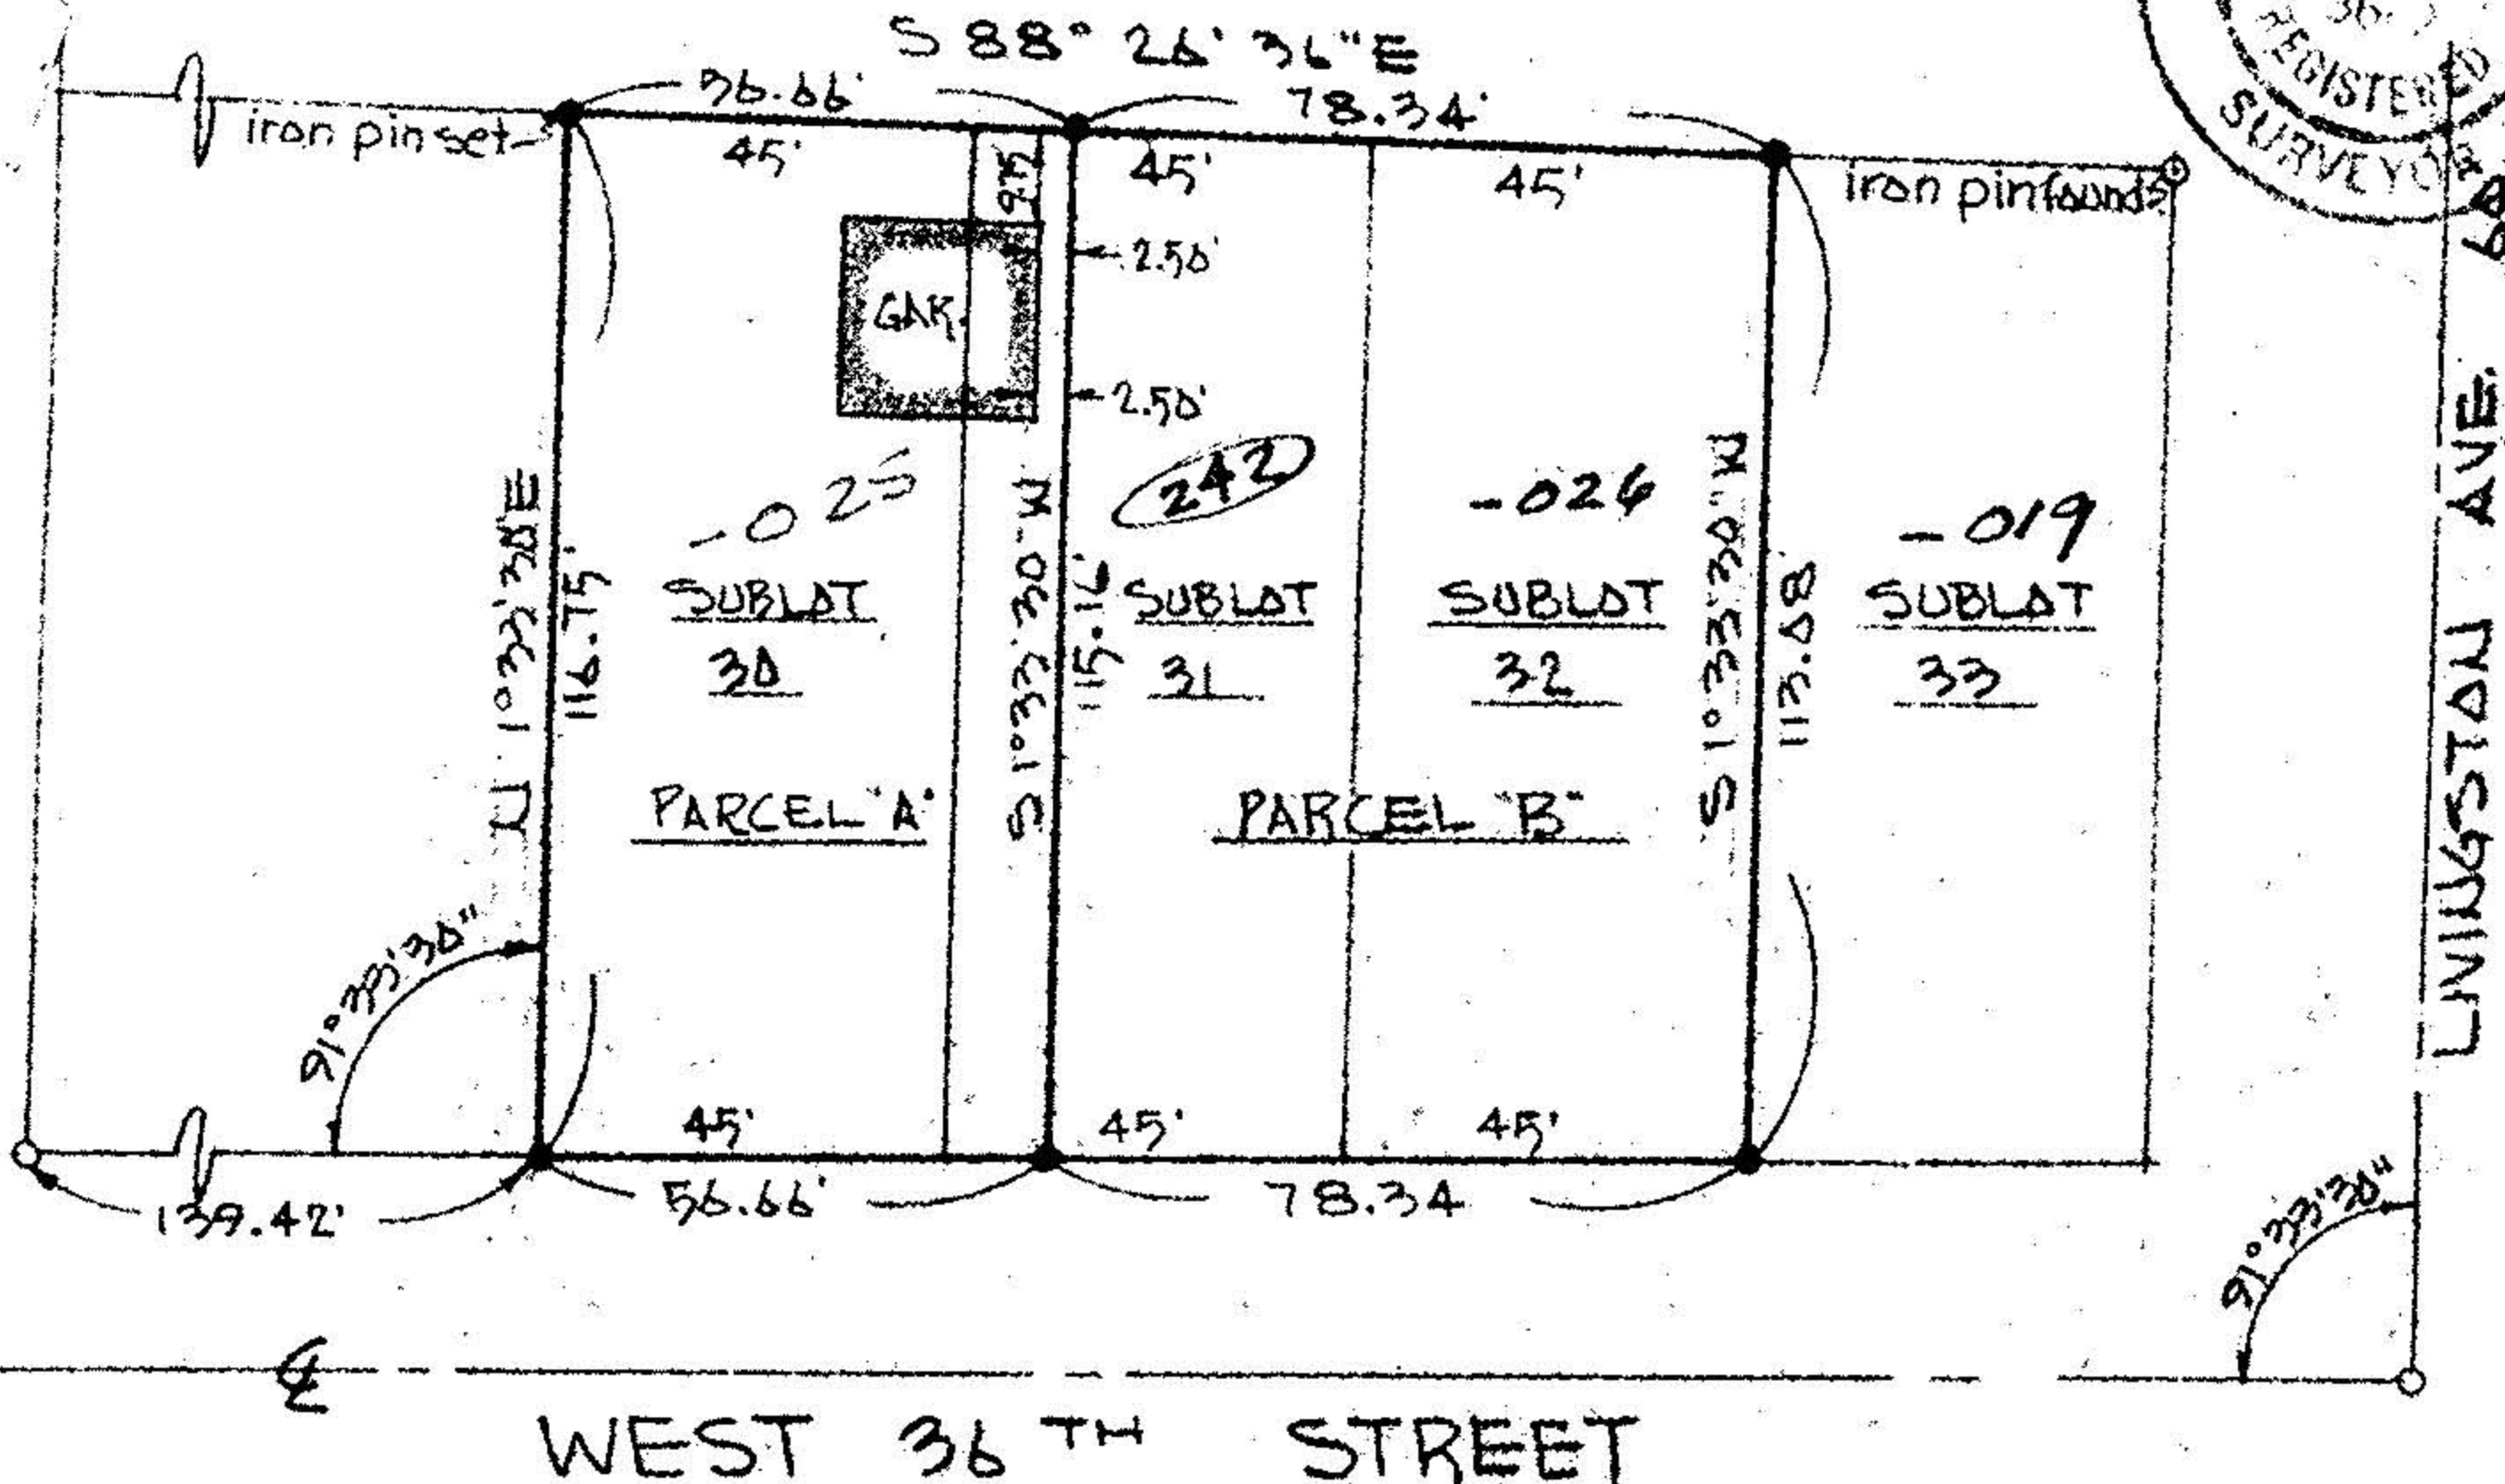 S 88° 26' 36" E
56.66'
78.34'
iron pin set
45'
9.75
45'
45'
iron pin found
REGISTERED
SURVEYOR
2.50'
GAR.
2.50'
242
-025
-026
-019
N 1°33'30"E
116.75'
S 1°33'30"W
115.16'
S 1°33'30"W
113.08'
SUBLOT
30
SUBLOT
31
SUBLOT
32
SUBLOT
33
PARCEL "A"
PARCEL "B"
LIVINGSTON AVE.
91°33'30"
45'
45'
45'
139.42'
56.66'
78.34
91°33'30"
℄
WEST 36TH STREET